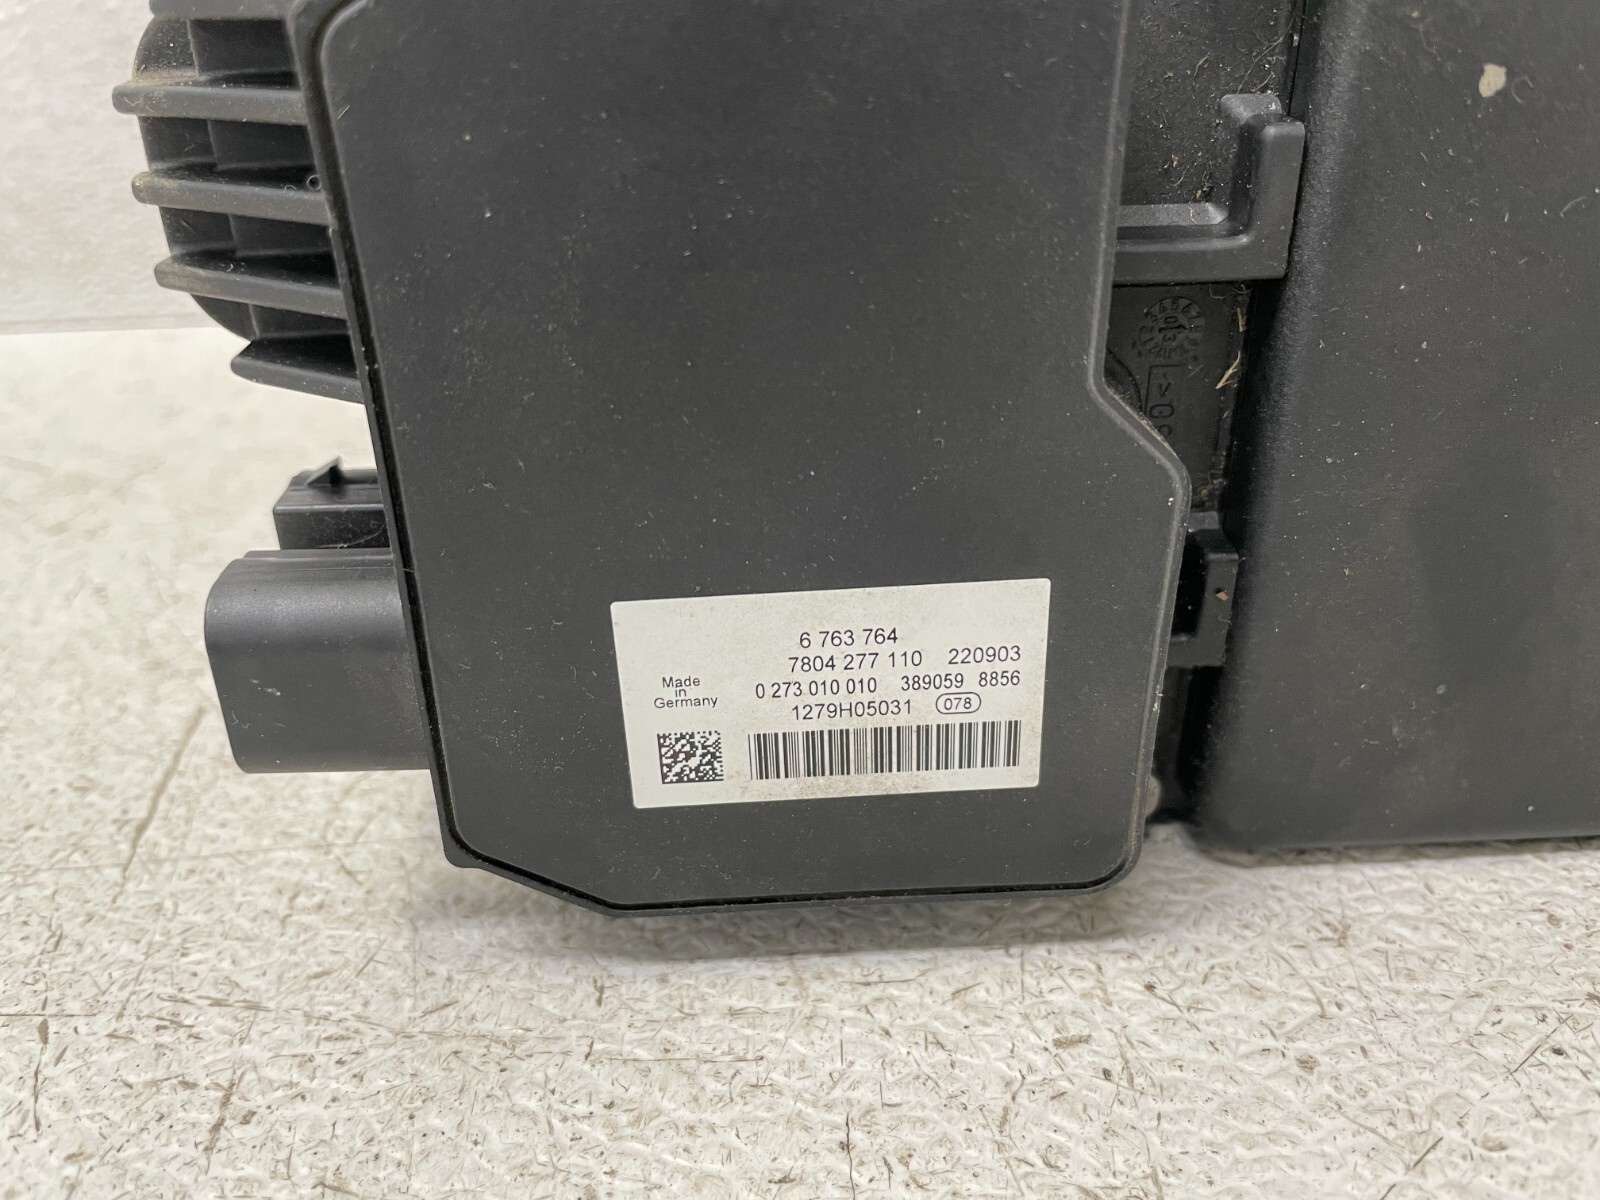 6 763 764
7804 277 110 220903
0 273 010 010 389059 8856
1279H05031 078
Made
in
Germany